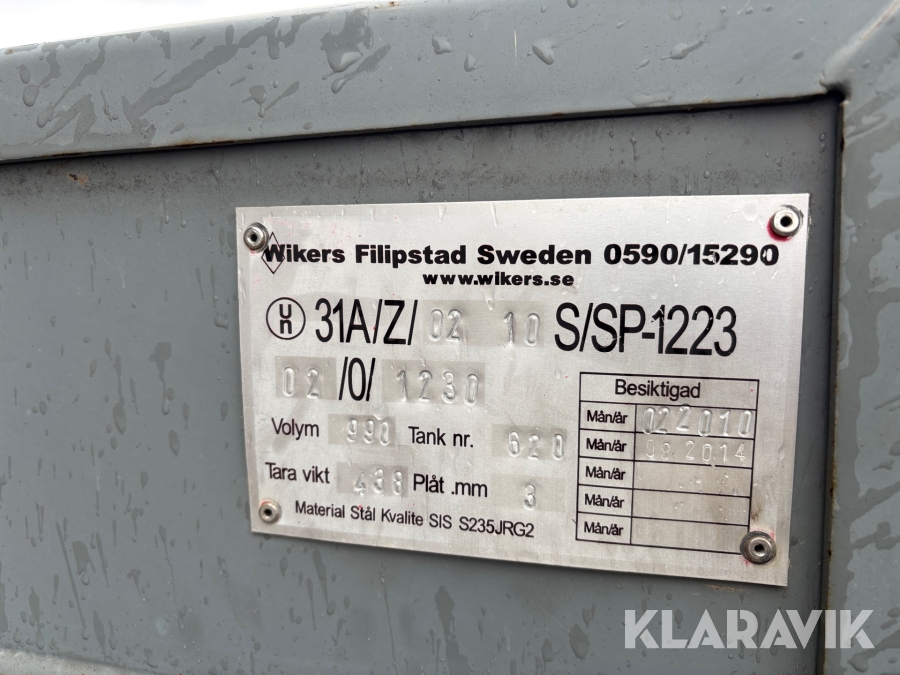 Wikers Filipstad Sweden 0590/15290
www.wikers.se
un 31A/Z/ 02 10 S/SP-1223
02 /0/ 1230
Volym 990 Tank nr. 620
Tara vikt 438 Plåt .mm 3
Material Stål Kvalite SIS S235JRG2
Besiktigad
Mån/år 022010
Mån/år 08 2014
Mån/år
Mån/år
Mån/år
KLARAVIK